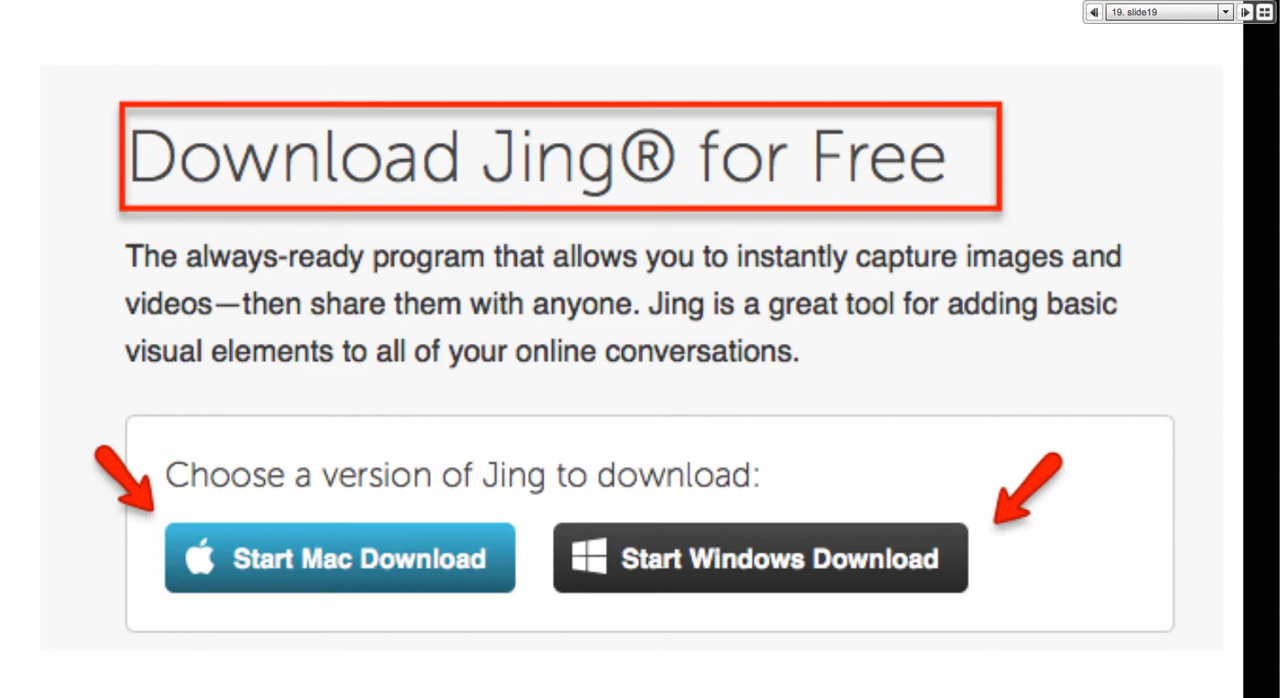 19. slide19
Download Jing® for Free
The always-ready program that allows you to instantly capture images and
videos—then share them with anyone. Jing is a great tool for adding basic
visual elements to all of your online conversations.
Choose a version of Jing to download:
Start Mac Download
Start Windows Download